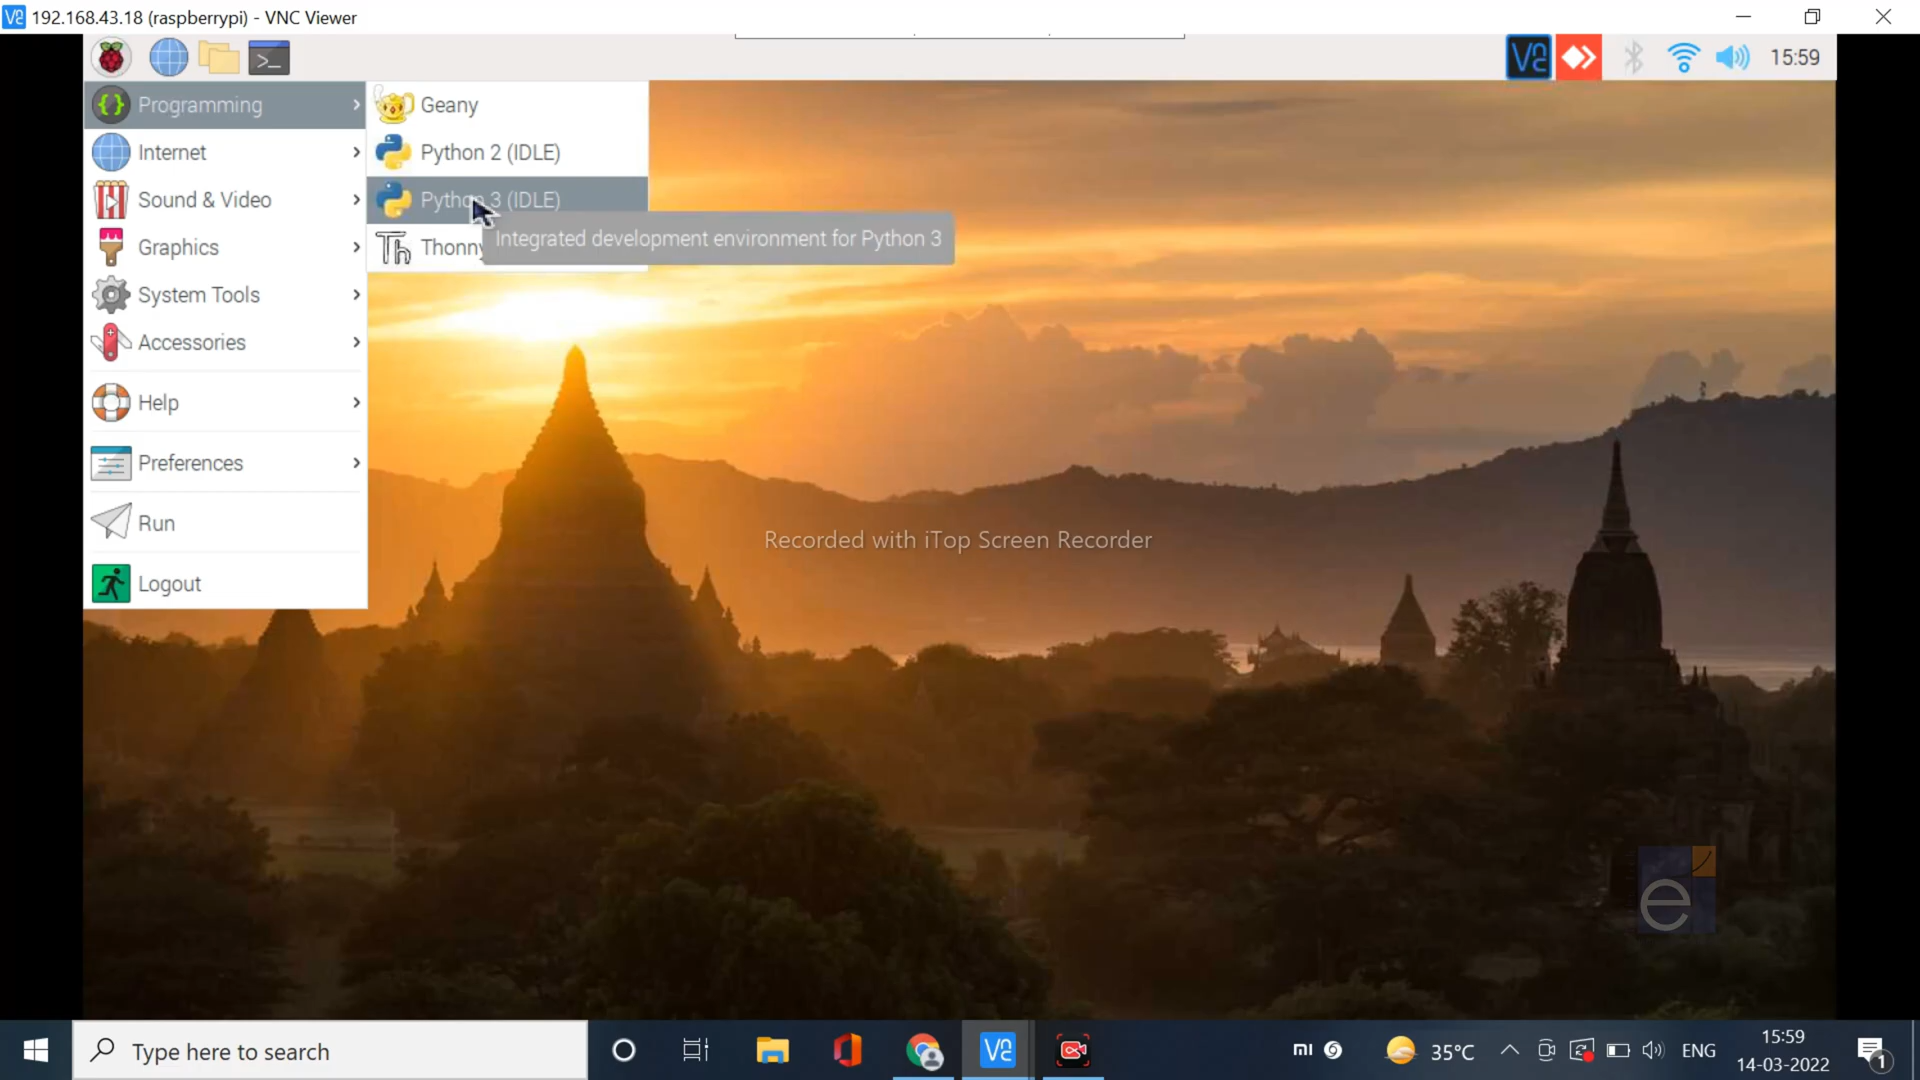 192.168.43.18 (raspberrypi) - VNC Viewer
15:59
Programming
Geany
Internet
Python 2 (IDLE)
Sound & Video
Python 3 (IDLE)
Graphics
Thonny
Integrated development environment for Python 3
System Tools
Accessories
Help
Preferences
Run
Logout
Recorded with iTop Screen Recorder
e
Type here to search
35°C
ENG
15:59
14-03-2022
1